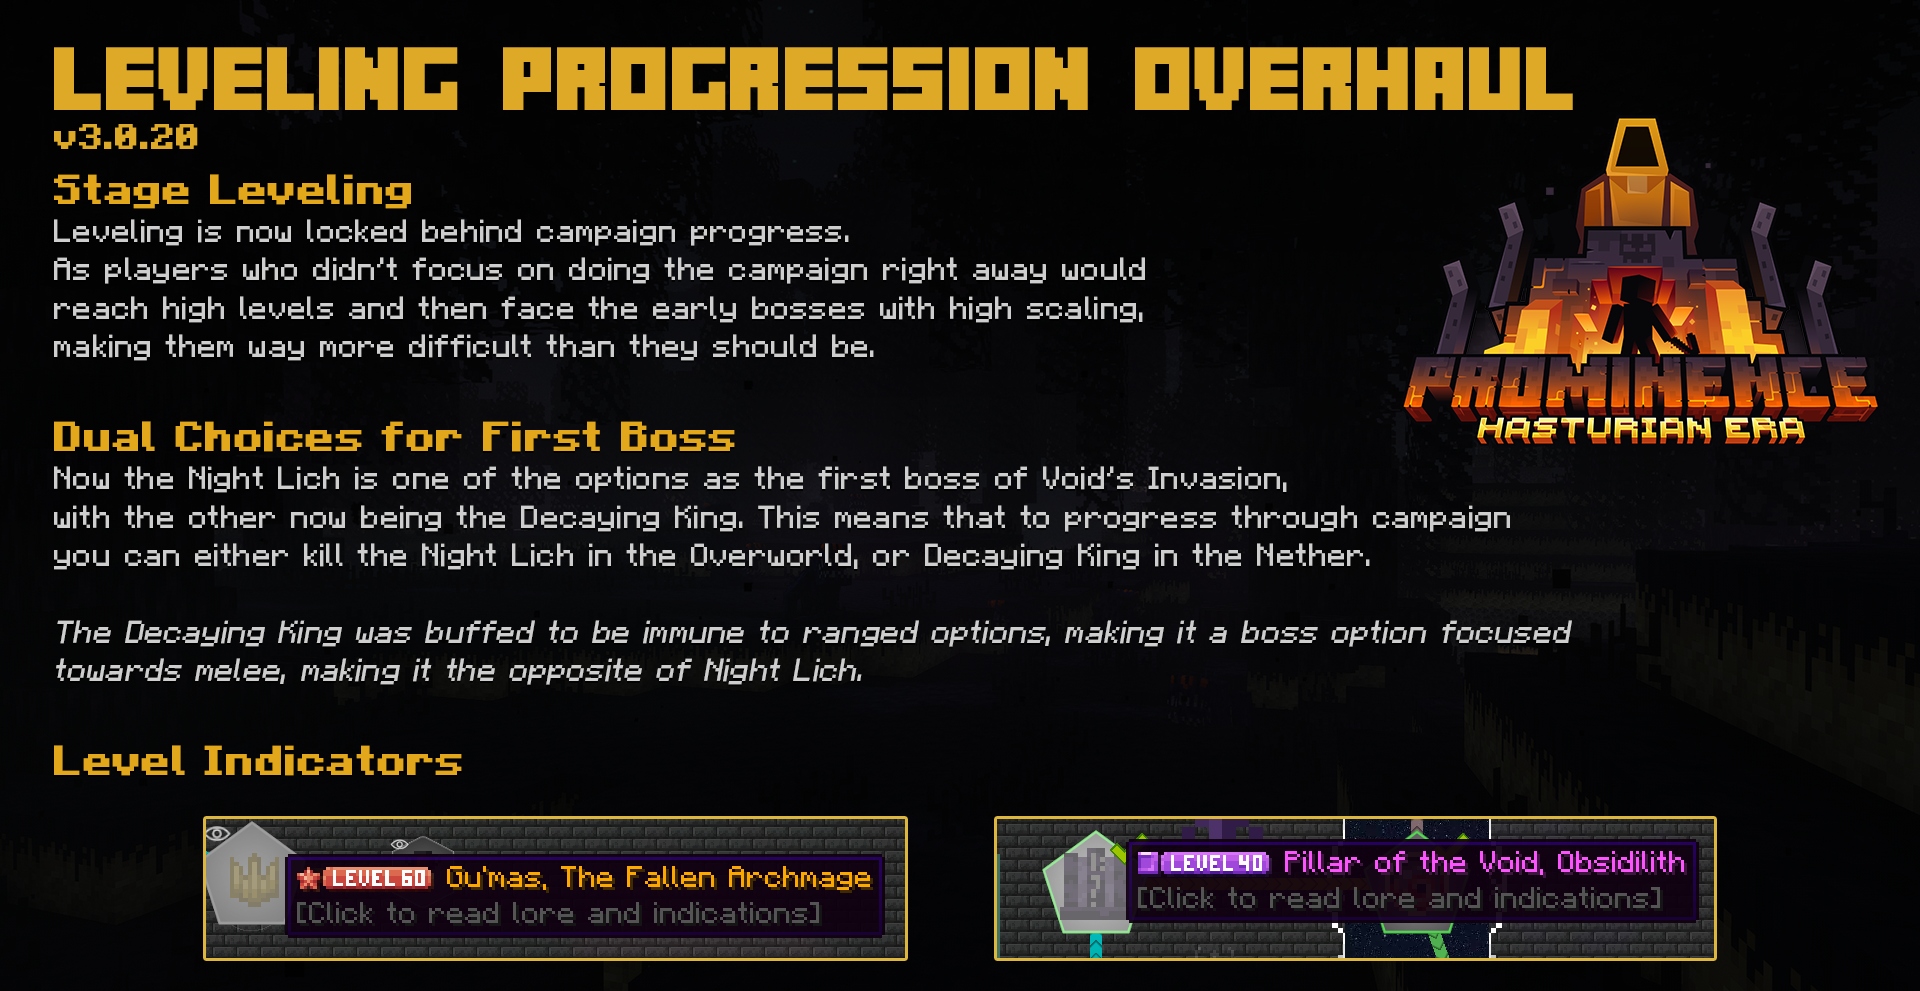 LEVELING PROGRESSION OVERHAUL
v3.0.20
Stage Leveling
Leveling is now locked behind campaign progress.
As players who didn't focus on doing the campaign right away would
reach high levels and then face the early bosses with high scaling,
making them way more difficult than they should be.
PROMINENCE
HASTURIAN ERA
Dual Choices for First Boss
Now the Night Lich is one of the options as the first boss of Void's Invasion,
with the other now being the Decaying King. This means that to progress through campaign
you can either kill the Night Lich in the Overworld, or Decaying King in the Nether.
The Decaying King was buffed to be immune to ranged options, making it a boss option focused
towards melee, making it the opposite of Night Lich.
Level Indicators
LEVEL 60 Gu'mas, The Fallen Archmage
[Click to read lore and indications]
LEVEL 40 Pillar of the Void, Obsidilith
[Click to read lore and indications]